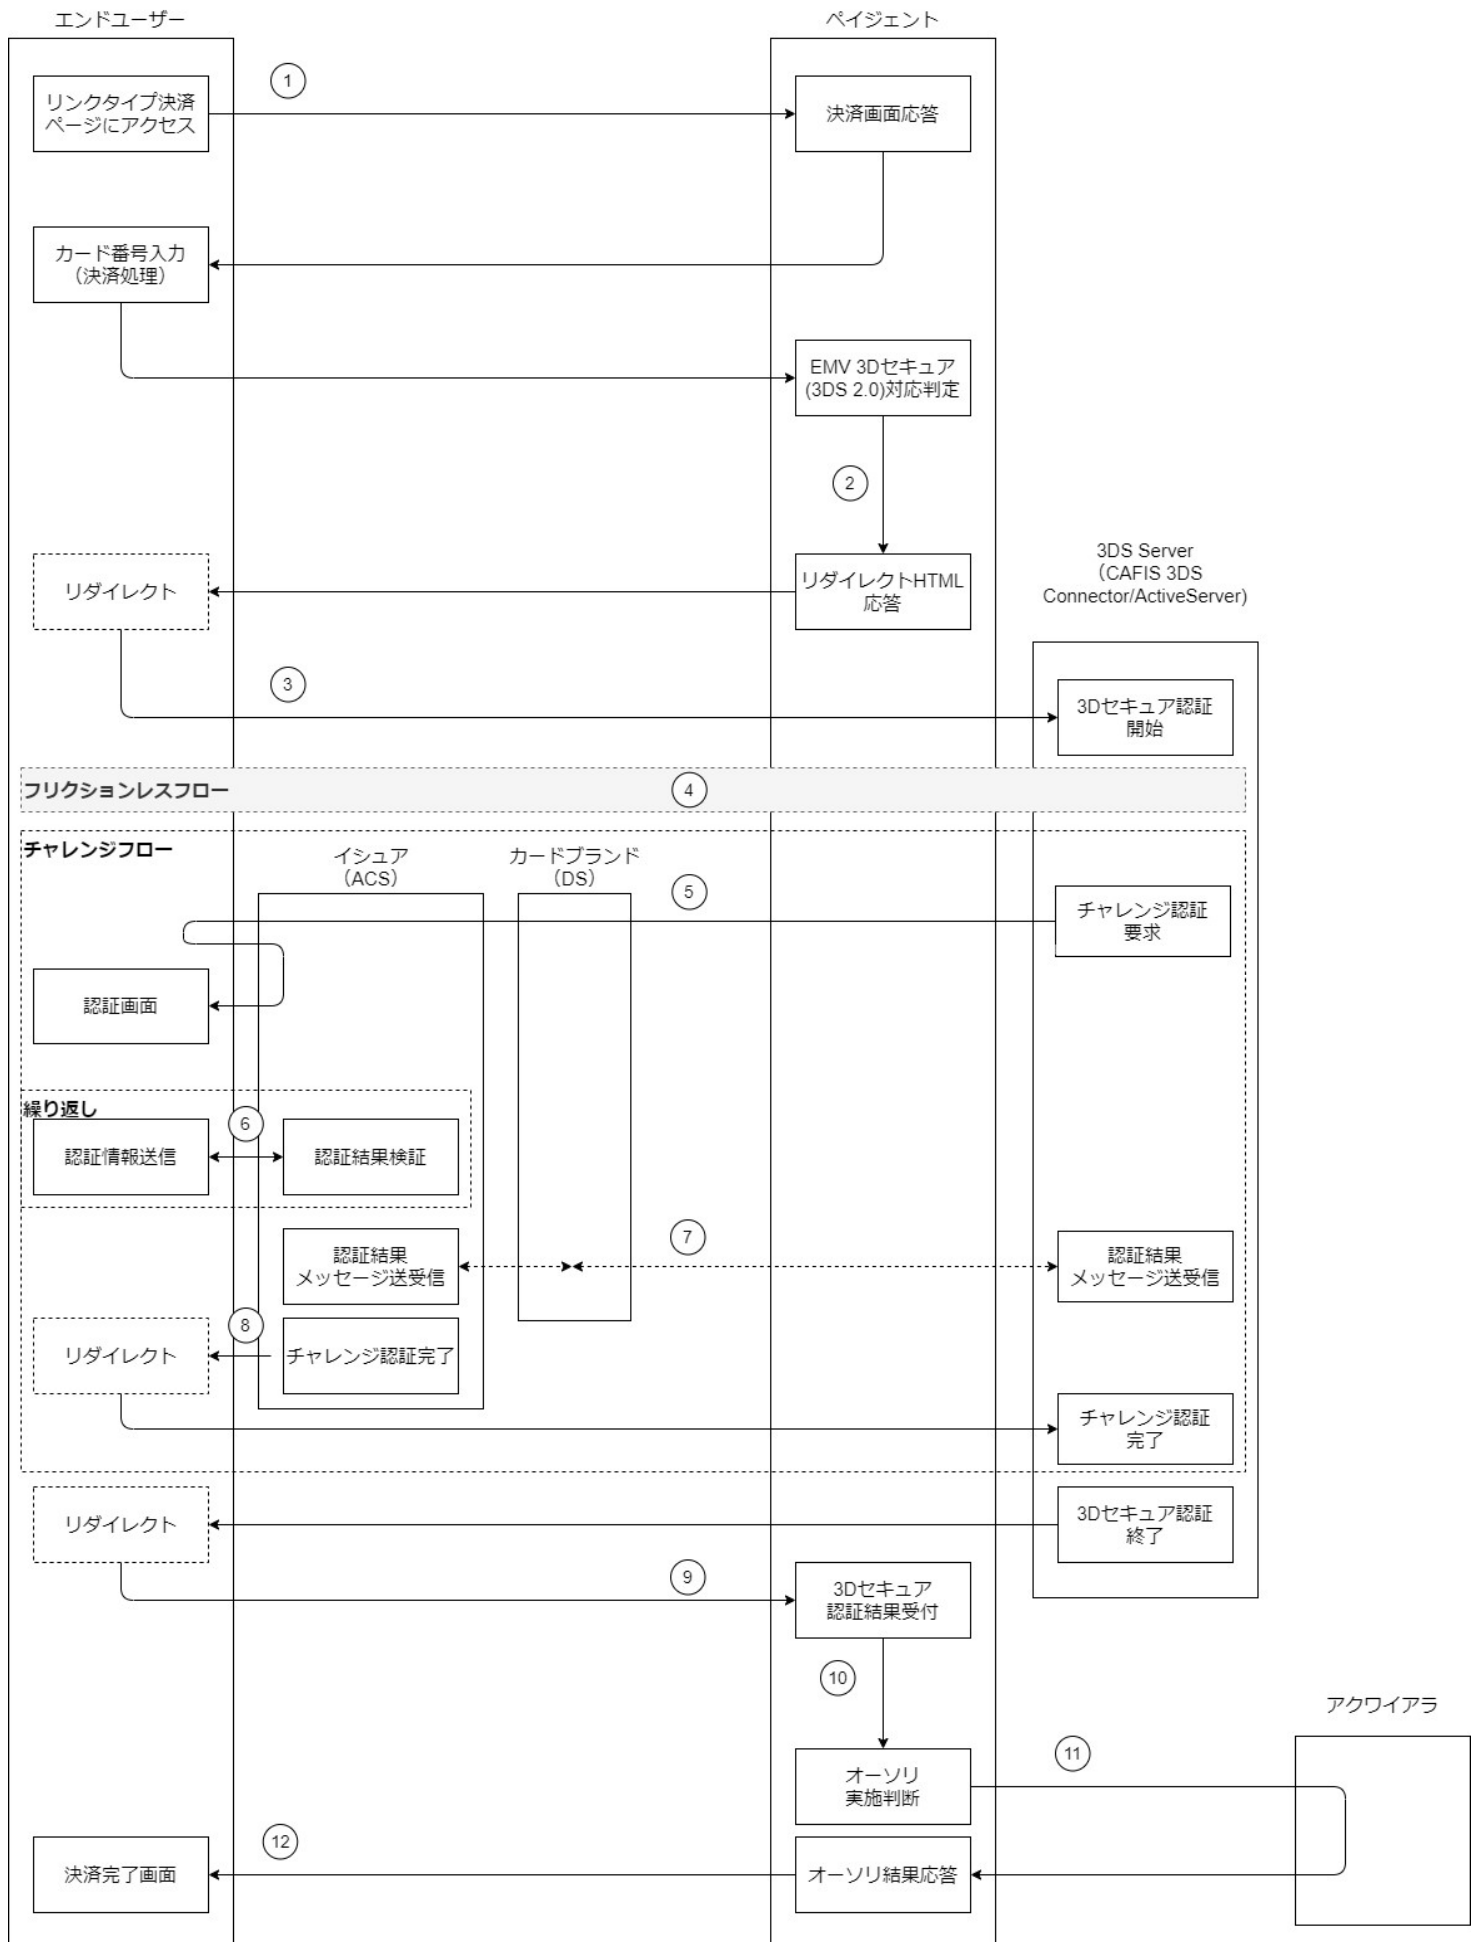 エンドユーザー
ペイジェント
①
リンクタイプ決済
ページにアクセス
決済画面応答
カード番号入力
（決済処理）
EMV 3Dセキュア
(3DS 2.0)対応判定
②
3DS Server
（CAFIS 3DS
Connector/ActiveServer)
リダイレクト
リダイレクトHTML
応答
③
3Dセキュア認証
開始
フリクションレスフロー
④
チャレンジフロー
イシュア
（ACS）
カードブランド
（DS）
⑤
チャレンジ認証
要求
認証画面
繰り返し
⑥
認証情報送信
認証結果検証
⑦
認証結果
メッセージ送受信
認証結果
メッセージ送受信
⑧
リダイレクト
チャレンジ認証完了
チャレンジ認証
完了
リダイレクト
3Dセキュア認証
終了
⑨
3Dセキュア
認証結果受付
⑩
アクワイアラ
⑪
オーソリ
実施判断
⑫
決済完了画面
オーソリ結果応答